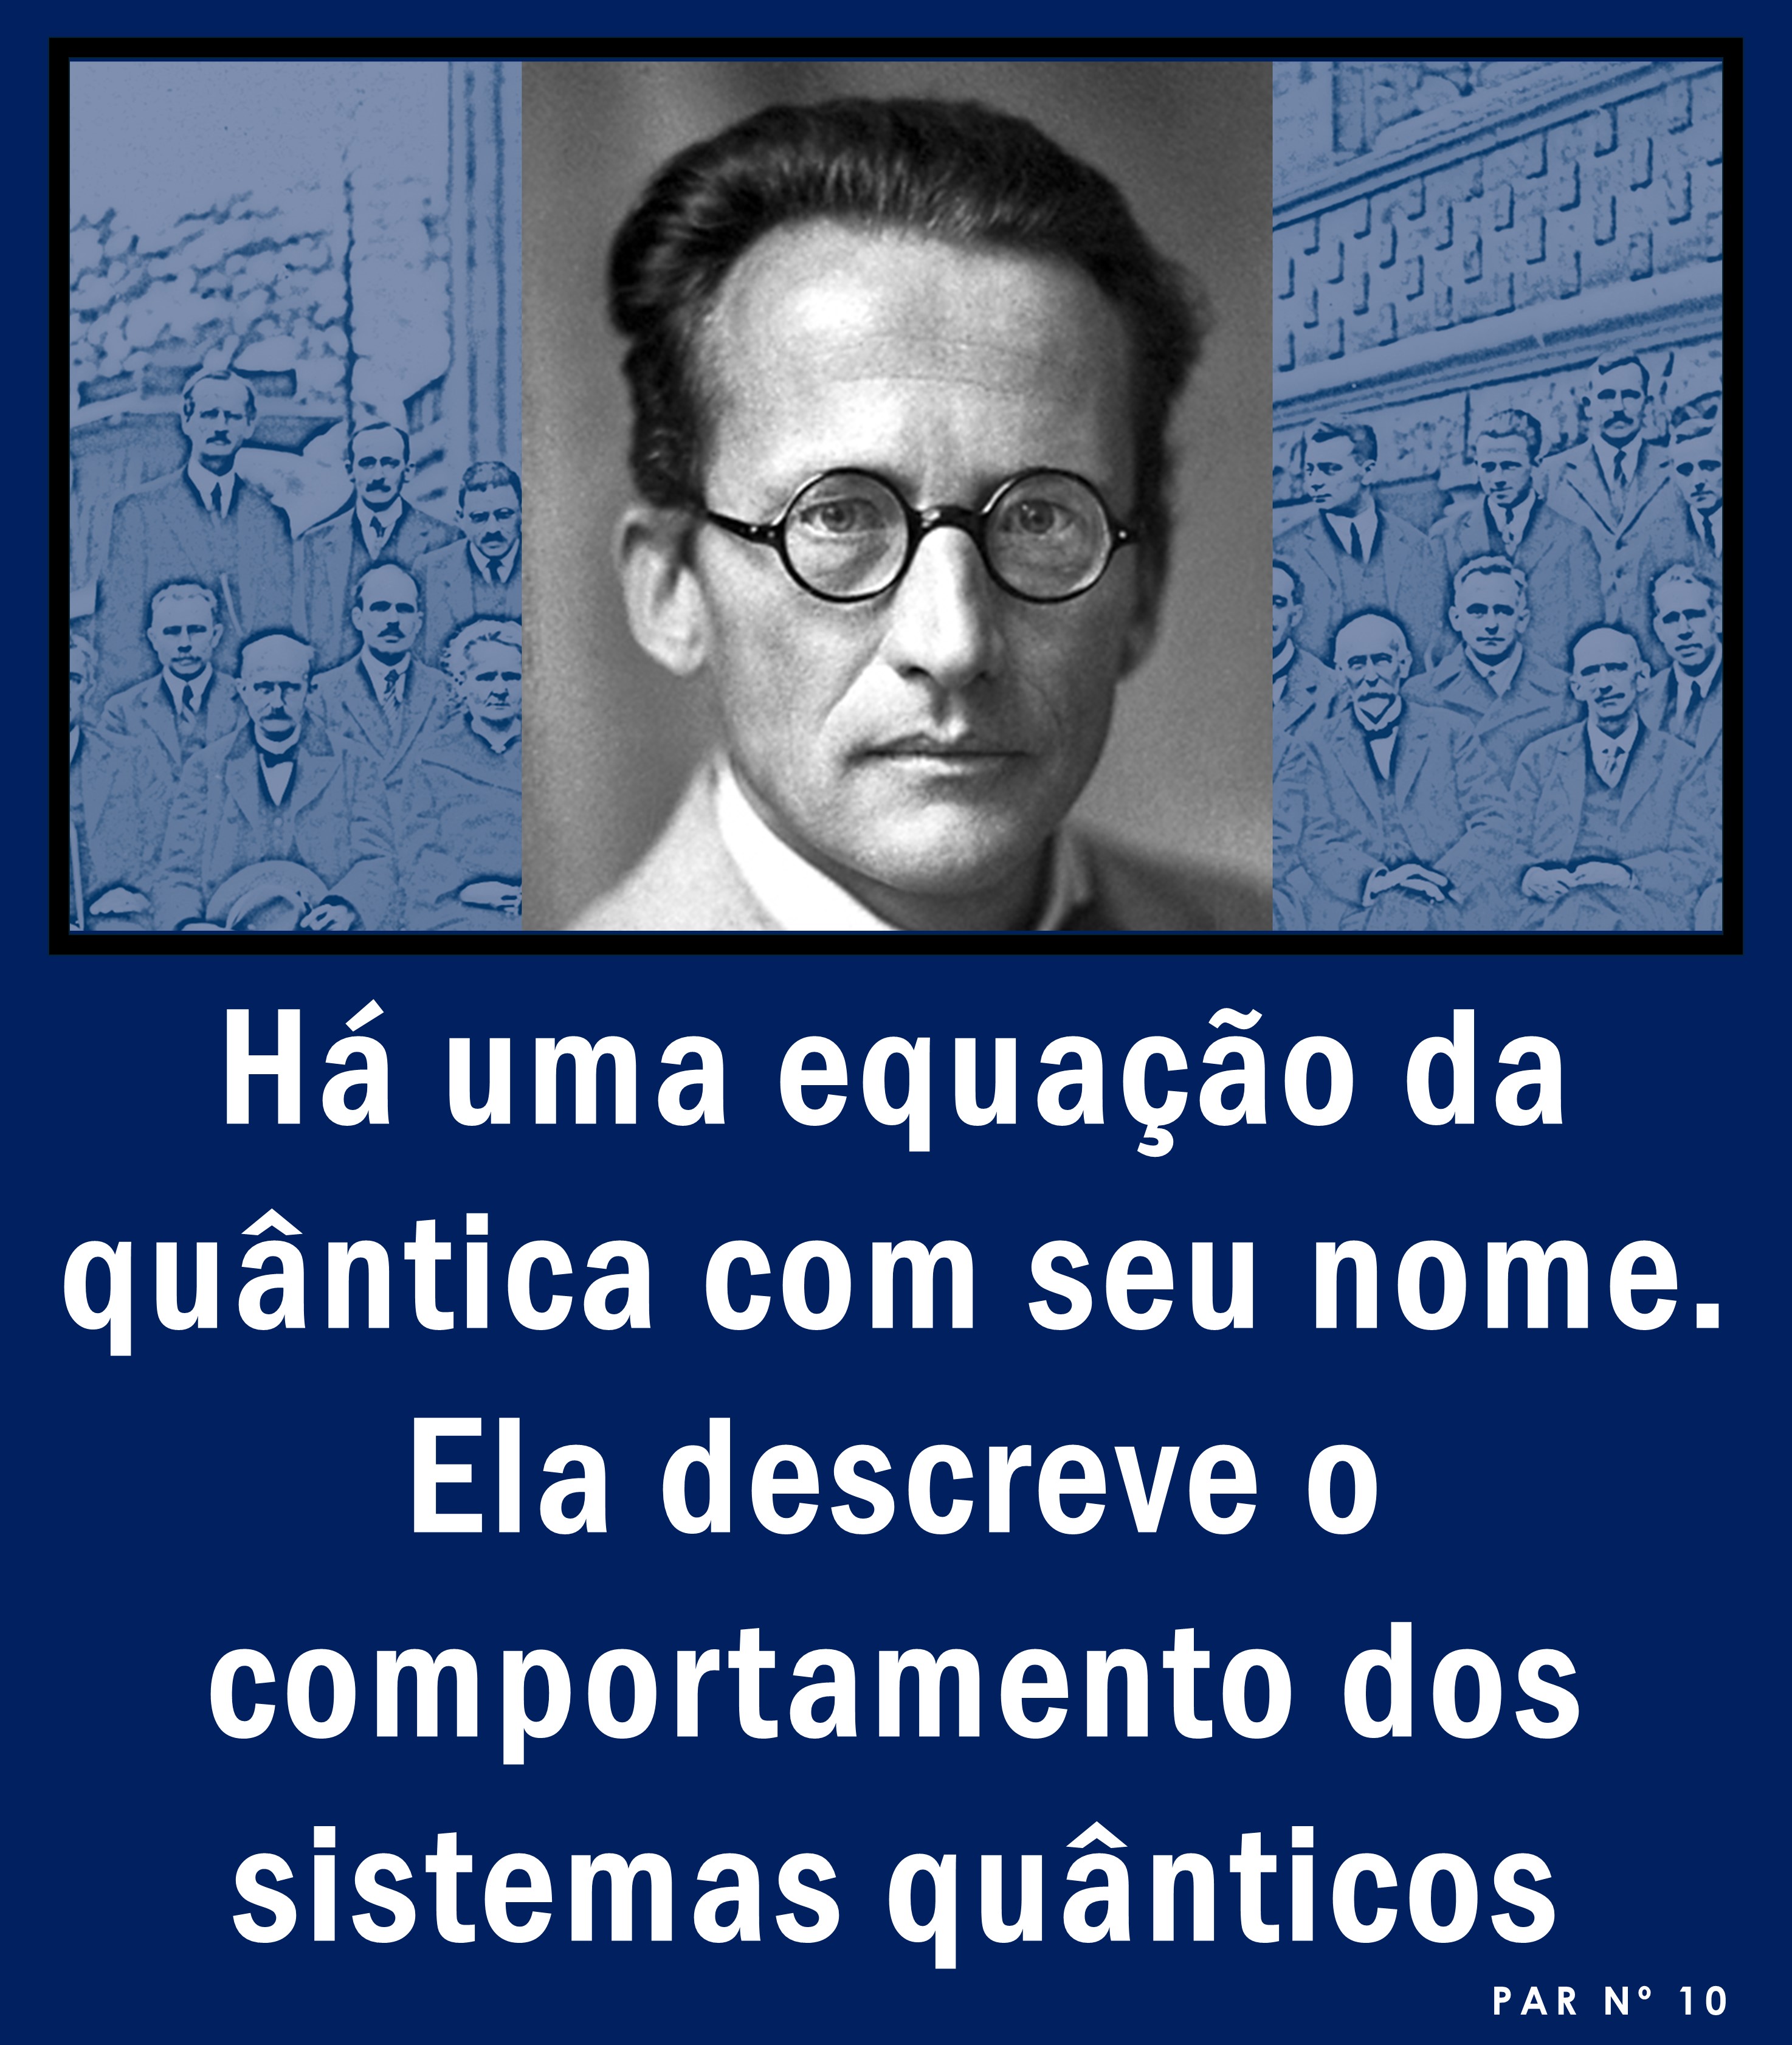 Há uma equação da
quântica com seu nome.
Ela descreve o
comportamento dos
sistemas quânticos
PAR Nº 10